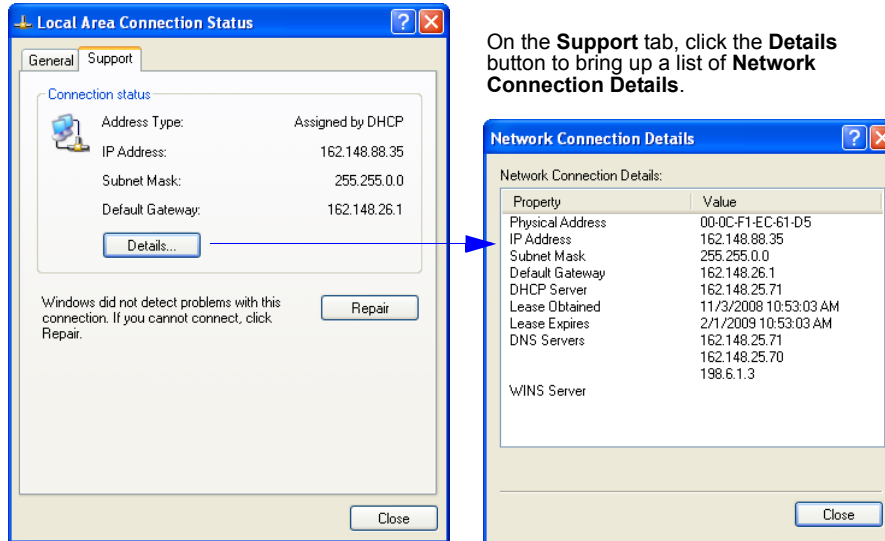 Local Area Connection Status
General Support
Connection status
Address Type: Assigned by DHCP
IP Address: 162.148.88.35
Subnet Mask: 255.255.0.0
Default Gateway: 162.148.26.1
Details...
Windows did not detect problems with this
connection. If you cannot connect, click
Repair.
Repair
Close
On the Support tab, click the Details
button to bring up a list of Network
Connection Details.
Network Connection Details
Network Connection Details:
Property Value
Physical Address 00-0C-F1-EC-61-D5
IP Address 162.148.88.35
Subnet Mask 255.255.0.0
Default Gateway 162.148.26.1
DHCP Server 162.148.25.71
Lease Obtained 11/3/2008 10:53:03 AM
Lease Expires 2/1/2009 10:53:03 AM
DNS Servers 162.148.25.71
162.148.25.70
198.6.1.3
WINS Server
Close